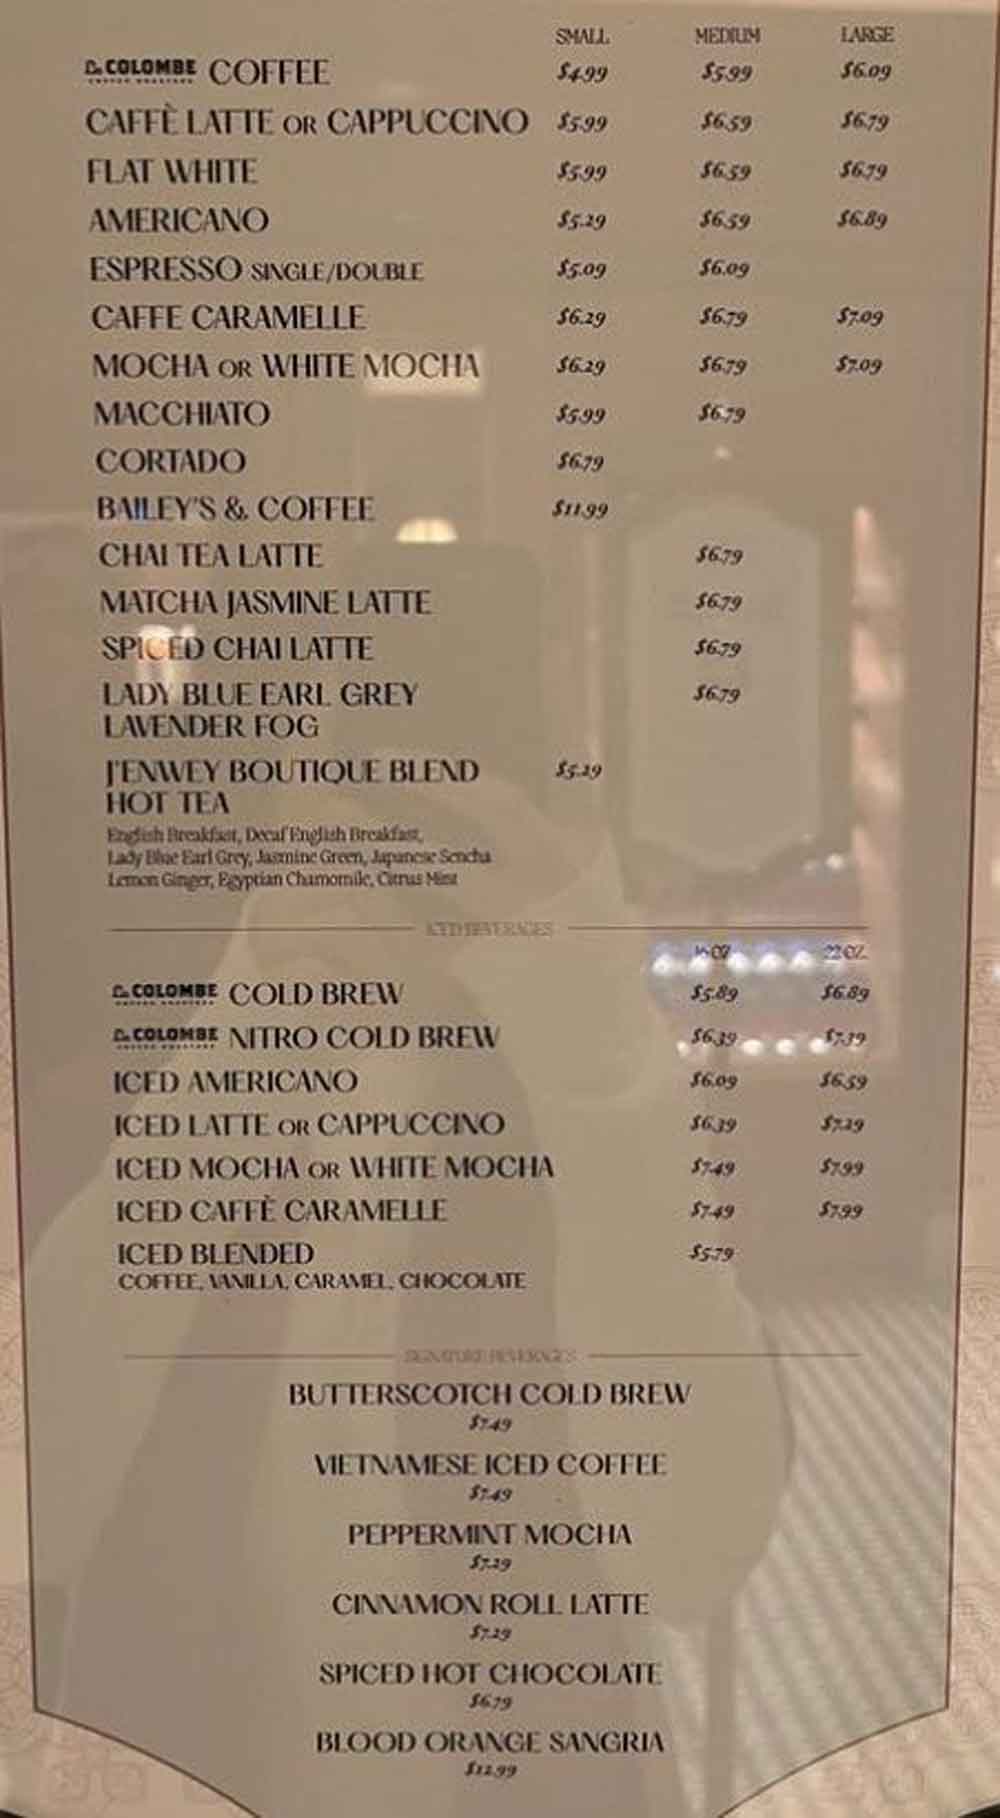 SMALL MEDIUM LARGE
La COLOMBE COFFEE ROASTERS COFFEE $4.99 $5.99 $6.09
CAFFÈ LATTE OR CAPPUCCINO $5.99 $6.59 $6.79
FLAT WHITE $5.99 $6.59 $6.79
AMERICANO $5.29 $6.59 $6.89
ESPRESSO SINGLE/DOUBLE $5.09 $6.09
CAFFE CARAMELLE $6.29 $6.79 $7.09
MOCHA OR WHITE MOCHA $6.29 $6.79 $7.09
MACCHIATO $5.99 $6.79
CORTADO $6.79
BAILEY'S & COFFEE $11.99
CHAI TEA LATTE $6.79
MATCHA JASMINE LATTE $6.79
SPICED CHAI LATTE $6.79
LADY BLUE EARL GREY $6.79
LAVENDER FOG
J'ENWEY BOUTIQUE BLEND $5.29
HOT TEA
English Breakfast, Decaf English Breakfast,
Lady Blue Earl Grey, Jasmine Green, Japanese Sencha
Lemon Ginger, Egyptian Chamomile, Citrus Mint
ICED BEVERAGES
16 OZ. 22 OZ.
La COLOMBE COLD BREW $5.89 $6.89
La COLOMBE NITRO COLD BREW $6.39 $7.39
ICED AMERICANO $6.09 $6.59
ICED LATTE OR CAPPUCCINO $6.39 $7.29
ICED MOCHA OR WHITE MOCHA $7.49 $7.99
ICED CAFFÈ CARAMELLE $7.49 $7.99
ICED BLENDED $5.79
COFFEE, VANILLA, CARAMEL, CHOCOLATE
SIGNATURE BEVERAGES
BUTTERSCOTCH COLD BREW
$7.49
VIETNAMESE ICED COFFEE
$7.49
PEPPERMINT MOCHA
$7.29
CINNAMON ROLL LATTE
$7.29
SPICED HOT CHOCOLATE
$6.79
BLOOD ORANGE SANGRIA
$12.99